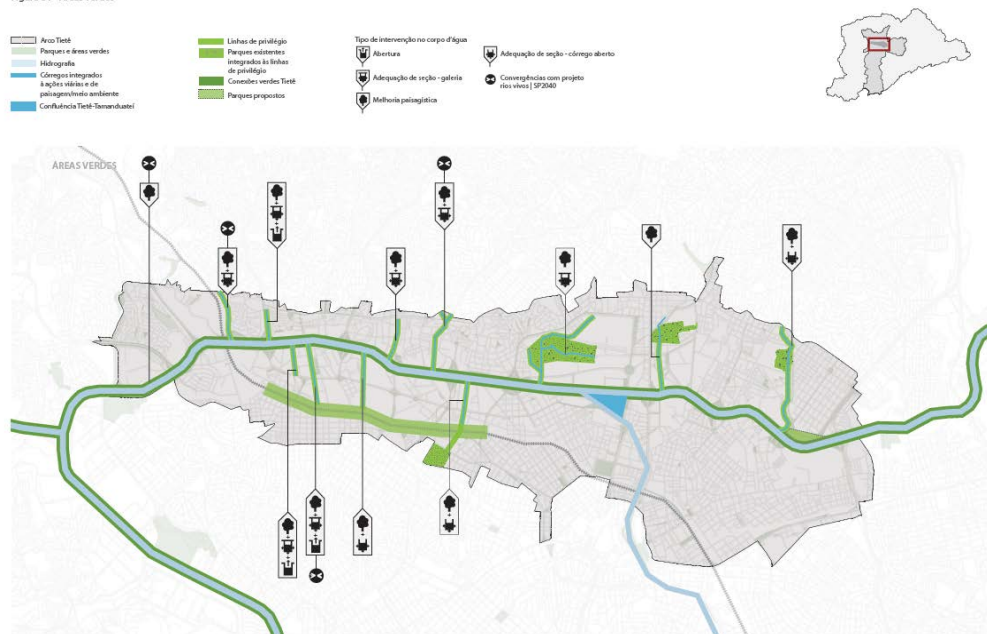 Arco Tietê
Parques e áreas verdes
Hidrografia
Córregos integrados
à ações viárias e de
paisagem/meio ambiente
Confluência Tietê-Tamanduateí
Linhas de privilégio
Parques existentes
integrados às linhas
de privilégio
Conexões verdes Tietê
Parques propostos
Tipo de intervenção no corpo d'água
Abertura
Adequação de seção - galeria
Melhoria paisagística
Adequação de seção - córrego aberto
Convergências com projeto
rios vivos | SP2040
ÁREAS VERDES